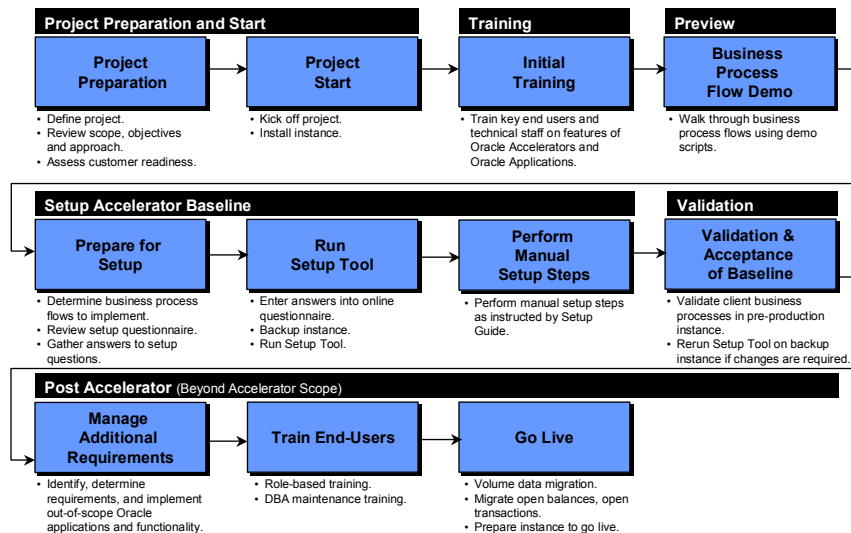 Project Preparation and Start
Training
Preview
Project
Preparation
Project
Start
Initial
Training
Business
Process
Flow Demo
• Define project.
• Review scope, objectives
and approach.
• Assess customer readiness.
• Kick off project.
• Install instance.
• Train key end users and
technical staff on features of
Oracle Accelerators and
Oracle Applications.
• Walk through business
process flows using demo
scripts.
Setup Accelerator Baseline
Validation
Prepare for
Setup
Run
Setup Tool
Perform
Manual
Setup Steps
Validation &
Acceptance
of Baseline
• Determine business process
flows to implement.
• Review setup questionnaire.
• Gather answers to setup
questions.
• Enter answers into online
questionnaire.
• Backup instance.
• Run Setup Tool.
• Perform manual setup steps
as instructed by Setup
Guide.
• Validate client business
processes in pre-production
instance.
• Rerun Setup Tool on backup
instance if changes are required.
Post Accelerator (Beyond Accelerator Scope)
Manage
Additional
Requirements
Train End-Users
Go Live
• Identify, determine
requirements, and implement
out-of-scope Oracle
applications and functionality.
• Role-based training.
• DBA maintenance training.
• Volume data migration.
• Migrate open balances, open
transactions.
• Prepare instance to go live.